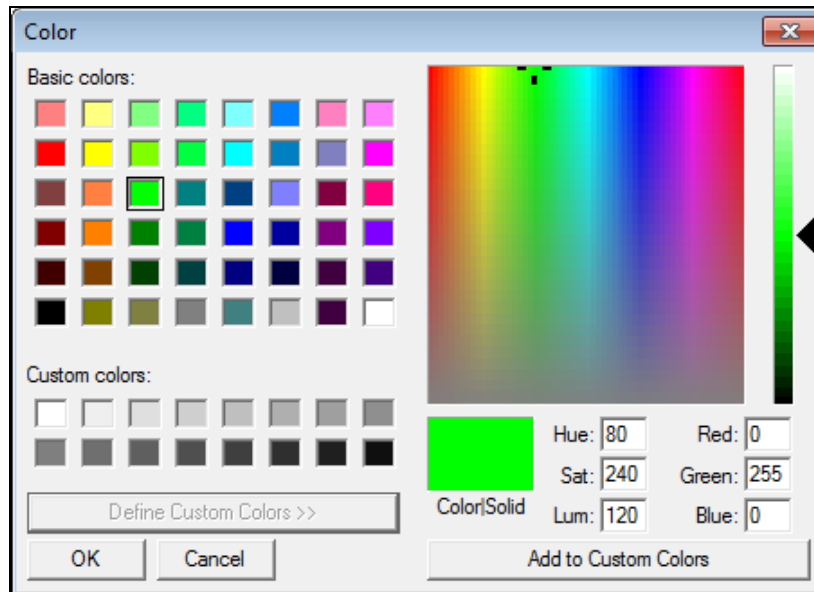 Color
Basic colors:
Custom colors:
Define Custom Colors >>
OK Cancel
Color|Solid
Hue: 80 Red: 0
Sat: 240 Green: 255
Lum: 120 Blue: 0
Add to Custom Colors